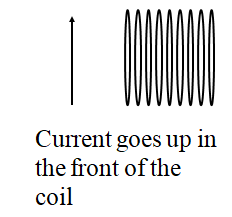 Current goes up in
the front of the
coil